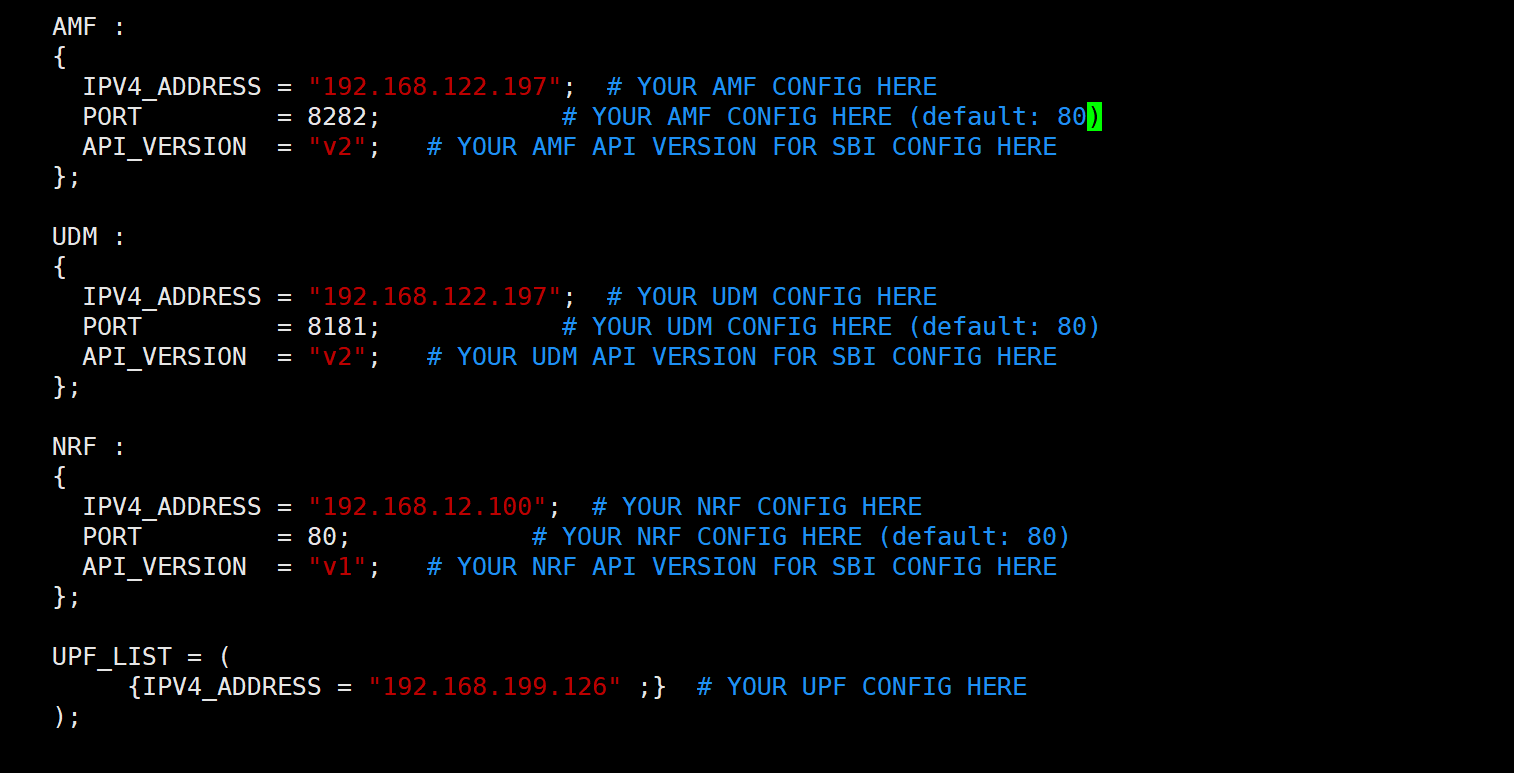 AMF :
{
IPV4_ADDRESS = "192.168.122.197";  # YOUR AMF CONFIG HERE
PORT         = 8282;            # YOUR AMF CONFIG HERE (default: 80)
API_VERSION  = "v2";   # YOUR AMF API VERSION FOR SBI CONFIG HERE
};
UDM :
{
IPV4_ADDRESS = "192.168.122.197";  # YOUR UDM CONFIG HERE
PORT         = 8181;            # YOUR UDM CONFIG HERE (default: 80)
API_VERSION  = "v2";   # YOUR UDM API VERSION FOR SBI CONFIG HERE
};
NRF :
{
IPV4_ADDRESS = "192.168.12.100";  # YOUR NRF CONFIG HERE
PORT         = 80;            # YOUR NRF CONFIG HERE (default: 80)
API_VERSION  = "v1";   # YOUR NRF API VERSION FOR SBI CONFIG HERE
};
UPF_LIST = (
{IPV4_ADDRESS = "192.168.199.126" ;}  # YOUR UPF CONFIG HERE
);